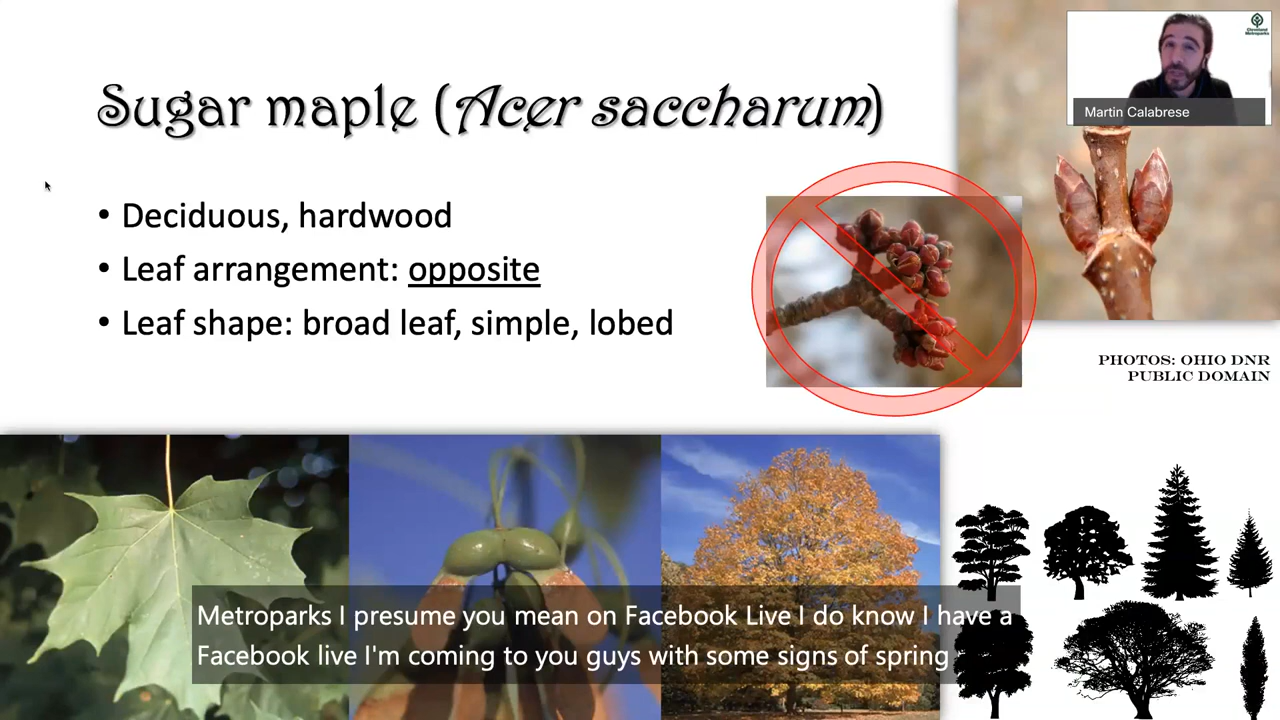 Sugar maple (Acer saccharum)
Cleveland
Metroparks
Martin Calabrese
• Deciduous, hardwood
• Leaf arrangement: opposite
• Leaf shape: broad leaf, simple, lobed
PHOTOS: OHIO DNR
PUBLIC DOMAIN
Metroparks I presume you mean on Facebook Live I do know I have a
Facebook live I'm coming to you guys with some signs of spring